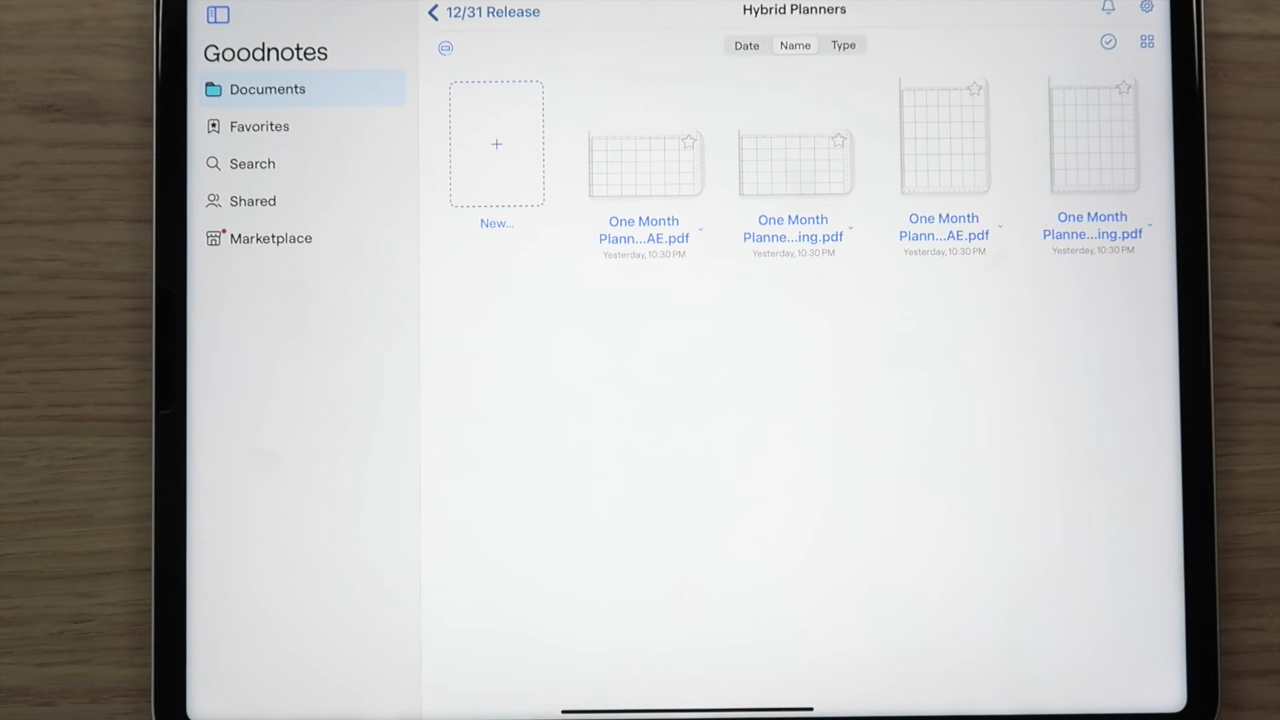 12/31 Release
Hybrid Planners
Goodnotes
Date
Name
Type
Documents
Favorites
Search
Shared
Marketplace
New...
One Month
Plann...AE.pdf
Yesterday, 10:30 PM
One Month
Planne...ing.pdf
Yesterday, 10:30 PM
One Month
Plann...AE.pdf
Yesterday, 10:30 PM
One Month
Planne...ing.pdf
Yesterday, 10:30 PM